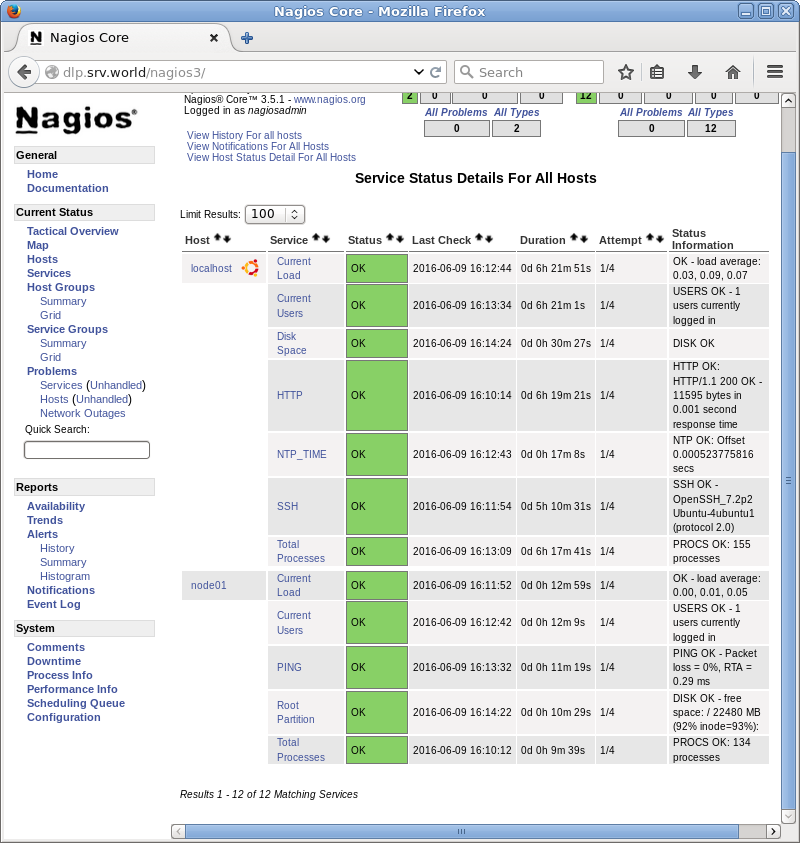 Nagios Core - Mozilla Firefox
Nagios Core
dlp.srv.world/nagios3/
Search
Nagios®
General
Home
Documentation
Current Status
Tactical Overview
Map
Hosts
Services
Host Groups
Summary
Grid
Service Groups
Summary
Grid
Problems
Services (Unhandled)
Hosts (Unhandled)
Network Outages
Quick Search:
Reports
Availability
Trends
Alerts
History
Summary
Histogram
Notifications
Event Log
System
Comments
Downtime
Process Info
Performance Info
Scheduling Queue
Configuration
Nagios® Core™ 3.5.1 - www.nagios.org
Logged in as nagiosadmin
View History For all hosts
View Notifications For All Hosts
View Host Status Detail For All Hosts
2 0 0 0
All Problems All Types
0 2
12 0 0 0 0
All Problems All Types
0 12
Service Status Details For All Hosts
Limit Results: 100
Host Service Status Last Check Duration Attempt Status
Information
localhost Current
Load OK 2016-06-09 16:12:44 0d 6h 21m 51s 1/4 OK - load average:
0.03, 0.09, 0.07
Current
Users OK 2016-06-09 16:13:34 0d 6h 21m 1s 1/4 USERS OK - 1
users currently
logged in
Disk
Space OK 2016-06-09 16:14:24 0d 0h 30m 27s 1/4 DISK OK
HTTP OK 2016-06-09 16:10:14 0d 6h 19m 21s 1/4 HTTP OK:
HTTP/1.1 200 OK -
11595 bytes in
0.001 second
response time
NTP_TIME OK 2016-06-09 16:12:43 0d 0h 17m 8s 1/4 NTP OK: Offset
0.000523775816
secs
SSH OK 2016-06-09 16:11:54 0d 5h 10m 31s 1/4 SSH OK -
OpenSSH_7.2p2
Ubuntu-4ubuntu1
(protocol 2.0)
Total
Processes OK 2016-06-09 16:13:09 0d 6h 17m 41s 1/4 PROCS OK: 155
processes
node01 Current
Load OK 2016-06-09 16:11:52 0d 0h 12m 59s 1/4 OK - load average:
0.00, 0.01, 0.05
Current
Users OK 2016-06-09 16:12:42 0d 0h 12m 9s 1/4 USERS OK - 1
users currently
logged in
PING OK 2016-06-09 16:13:32 0d 0h 11m 19s 1/4 PING OK - Packet
loss = 0%, RTA =
0.29 ms
Root
Partition OK 2016-06-09 16:14:22 0d 0h 10m 29s 1/4 DISK OK - free
space: / 22480 MB
(92% inode=93%):
Total
Processes OK 2016-06-09 16:10:12 0d 0h 9m 39s 1/4 PROCS OK: 134
processes
Results 1 - 12 of 12 Matching Services